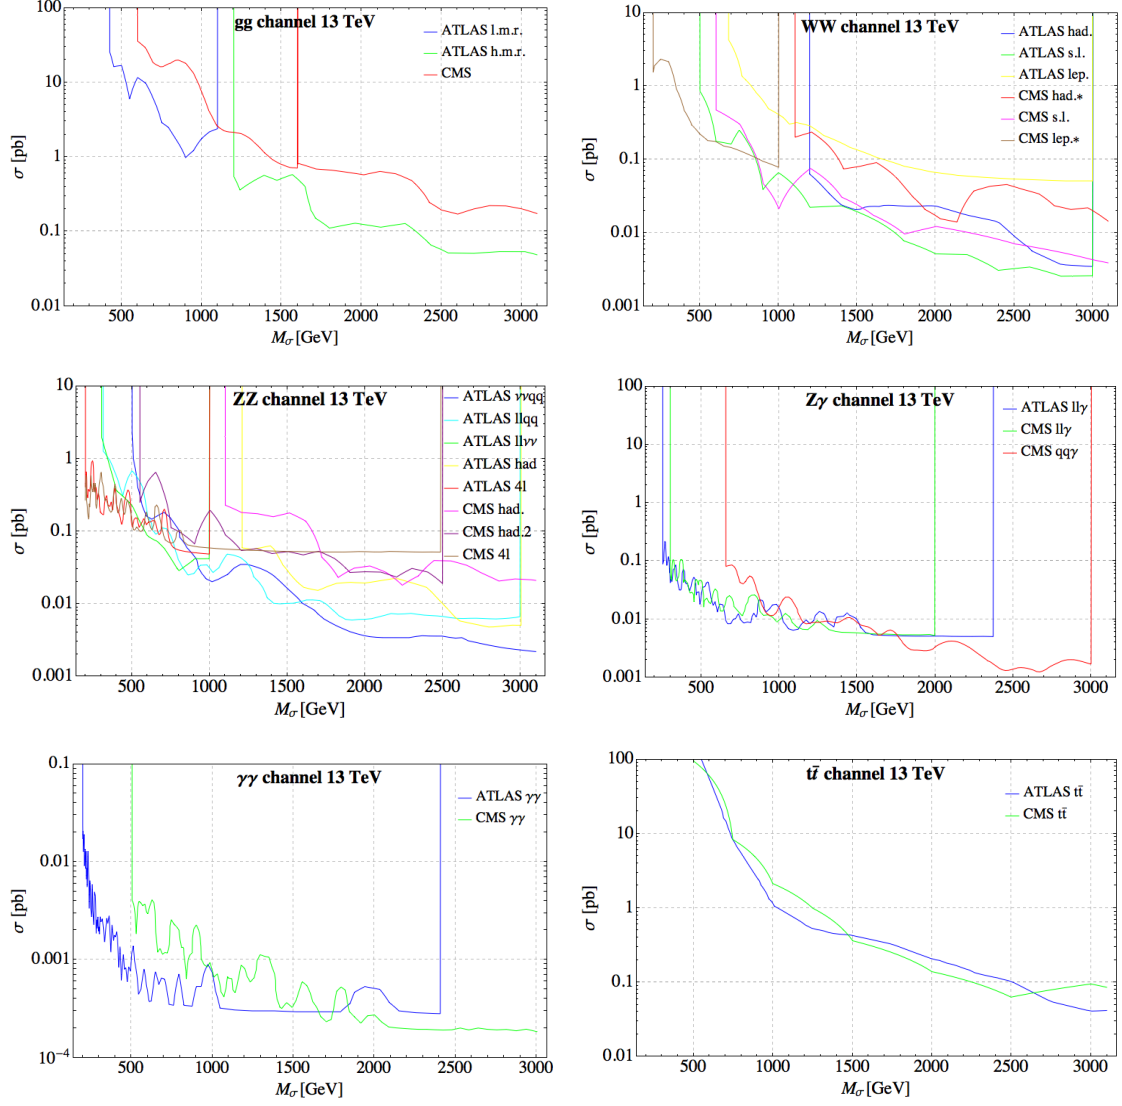 gg channel 13 TeV
100
10
1
0.1
0.01
σ [pb]
500 1000 1500 2000 2500 3000
Mσ [GeV]
ATLAS l.m.r.
ATLAS h.m.r.
CMS
WW channel 13 TeV
10
1
0.1
0.01
0.001
σ [pb]
500 1000 1500 2000 2500 3000
Mσ [GeV]
ATLAS had.
ATLAS s.l.
ATLAS lep.
CMS had.*
CMS s.l.
CMS lep.*
ZZ channel 13 TeV
10
1
0.1
0.01
0.001
σ [pb]
500 1000 1500 2000 2500 3000
Mσ [GeV]
ATLAS ννqq
ATLAS llqq
ATLAS llνν
ATLAS had
ATLAS 4l
CMS had.
CMS had.2
CMS 4l
Zγ channel 13 TeV
100
10
1
0.1
0.01
0.001
σ [pb]
500 1000 1500 2000 2500 3000
Mσ [GeV]
ATLAS llγ
CMS llγ
CMS qqγ
γγ channel 13 TeV
0.1
0.01
0.001
10⁻⁴
σ [pb]
500 1000 1500 2000 2500 3000
Mσ [GeV]
ATLAS γγ
CMS γγ
tt̄ channel 13 TeV
100
10
1
0.1
0.01
σ [pb]
500 1000 1500 2000 2500 3000
Mσ [GeV]
ATLAS tt̄
CMS tt̄